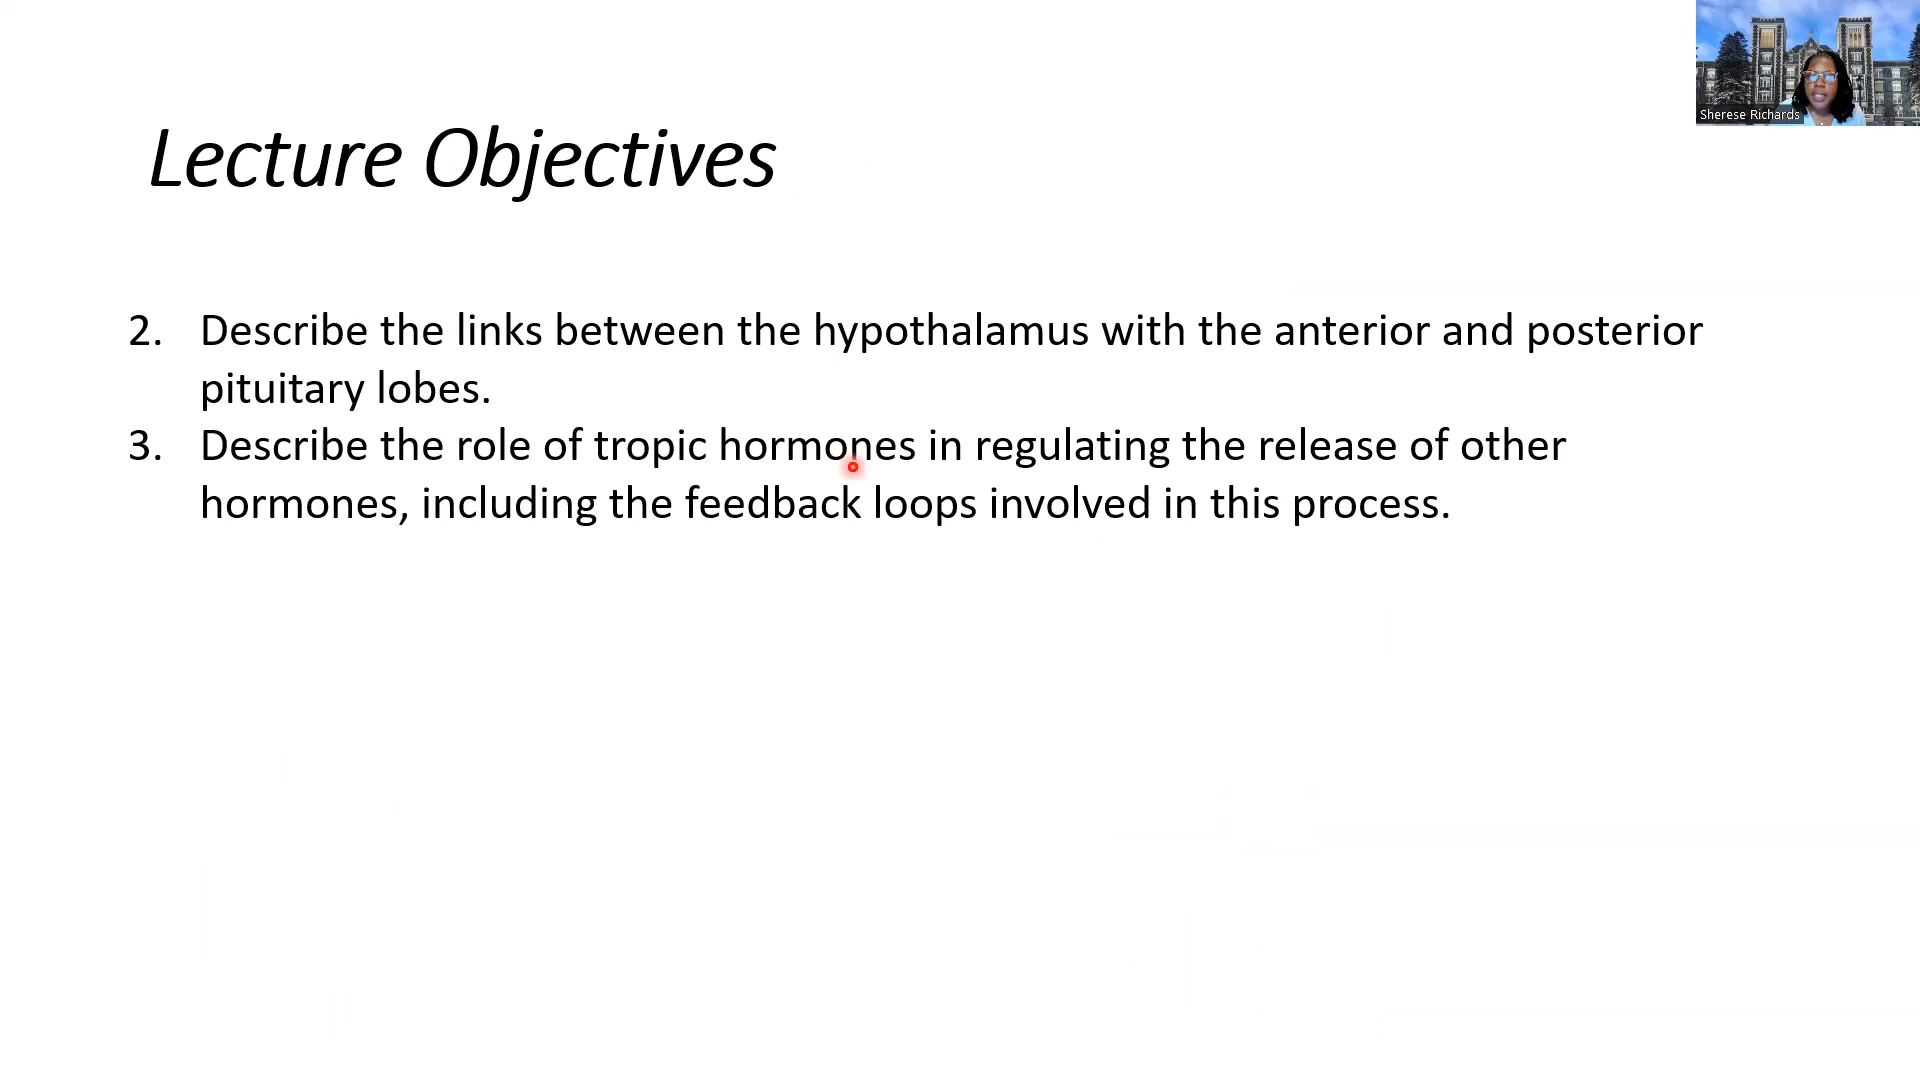 Sherese Richards
Lecture Objectives
2. Describe the links between the hypothalamus with the anterior and posterior
pituitary lobes.
3. Describe the role of tropic hormones in regulating the release of other
hormones, including the feedback loops involved in this process.